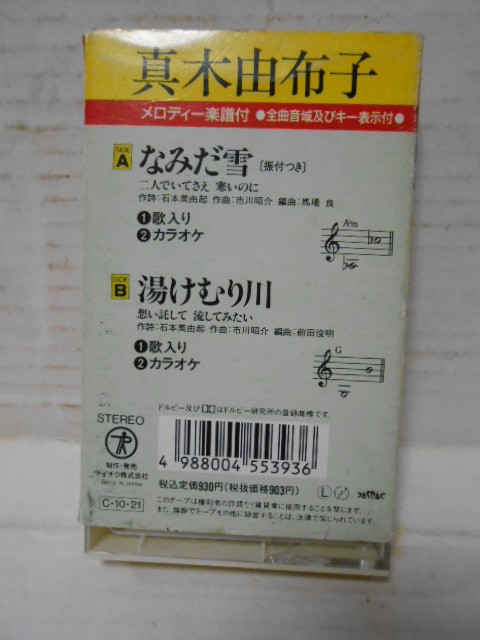 真木由布子
メロディー楽譜付 ●全曲音域及びキー表示付●
SIDE A なみだ雪〔振付つき〕
二人でいてさえ 寒いのに
作詩:石本美由起 作曲:市川昭介 編曲:馬場 良
❶歌入り
❷カラオケ
A♭m
SIDE B 湯けむり川
想い託して 流してみたい
作詩:石本美由起 作曲:市川昭介 編曲:前田俊明
❶歌入り
❷カラオケ
G
ドルビー及びDDはドルビー研究所の登録商標です。
STEREO
制作・発売
テイチク株式会社
MADE IN JAPAN
C・10・21
4988004553936
税込定価930円(税抜価格903円)
L
このテープは権利者の許諾なく賃貸業に使用することを禁じます。
また、無断でテープその他に録音することは、法律で禁じられています。